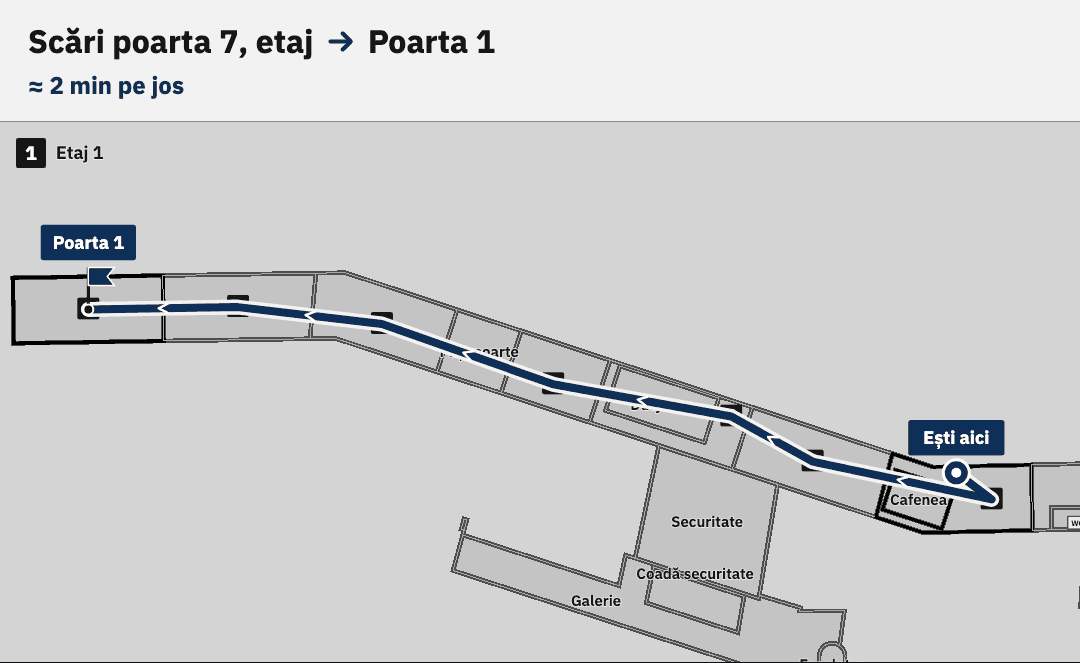 Scări poarta 7, etaj → Poarta 1
≈ 2 min pe jos
1 Etaj 1
Poarta 1
Ești aici
Cafenea
Securitate
Coadă securitate
Galerie